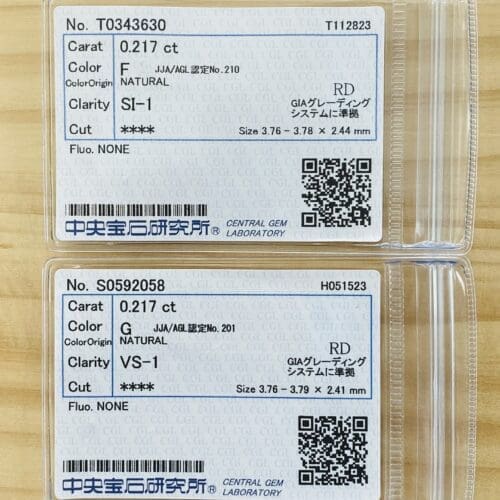 No. T0343630 T112823
Carat 0.217 ct
Color F JJA/AGL認定No.210
ColorOrigin NATURAL RD
Clarity SI-1 GIAグレーディング
システムに準拠
Cut **** Size 3.76 - 3.78 × 2.44 mm
Fluo. NONE
中央宝石研究所® CENTRAL GEM
LABORATORY
No. S0592058 H051523
Carat 0.217 ct
Color G JJA/AGL認定No.201
ColorOrigin NATURAL RD
Clarity VS-1 GIAグレーディング
システムに準拠
Cut **** Size 3.76 - 3.79 × 2.41 mm
Fluo. NONE
中央宝石研究所® CENTRAL GEM
LABORATORY